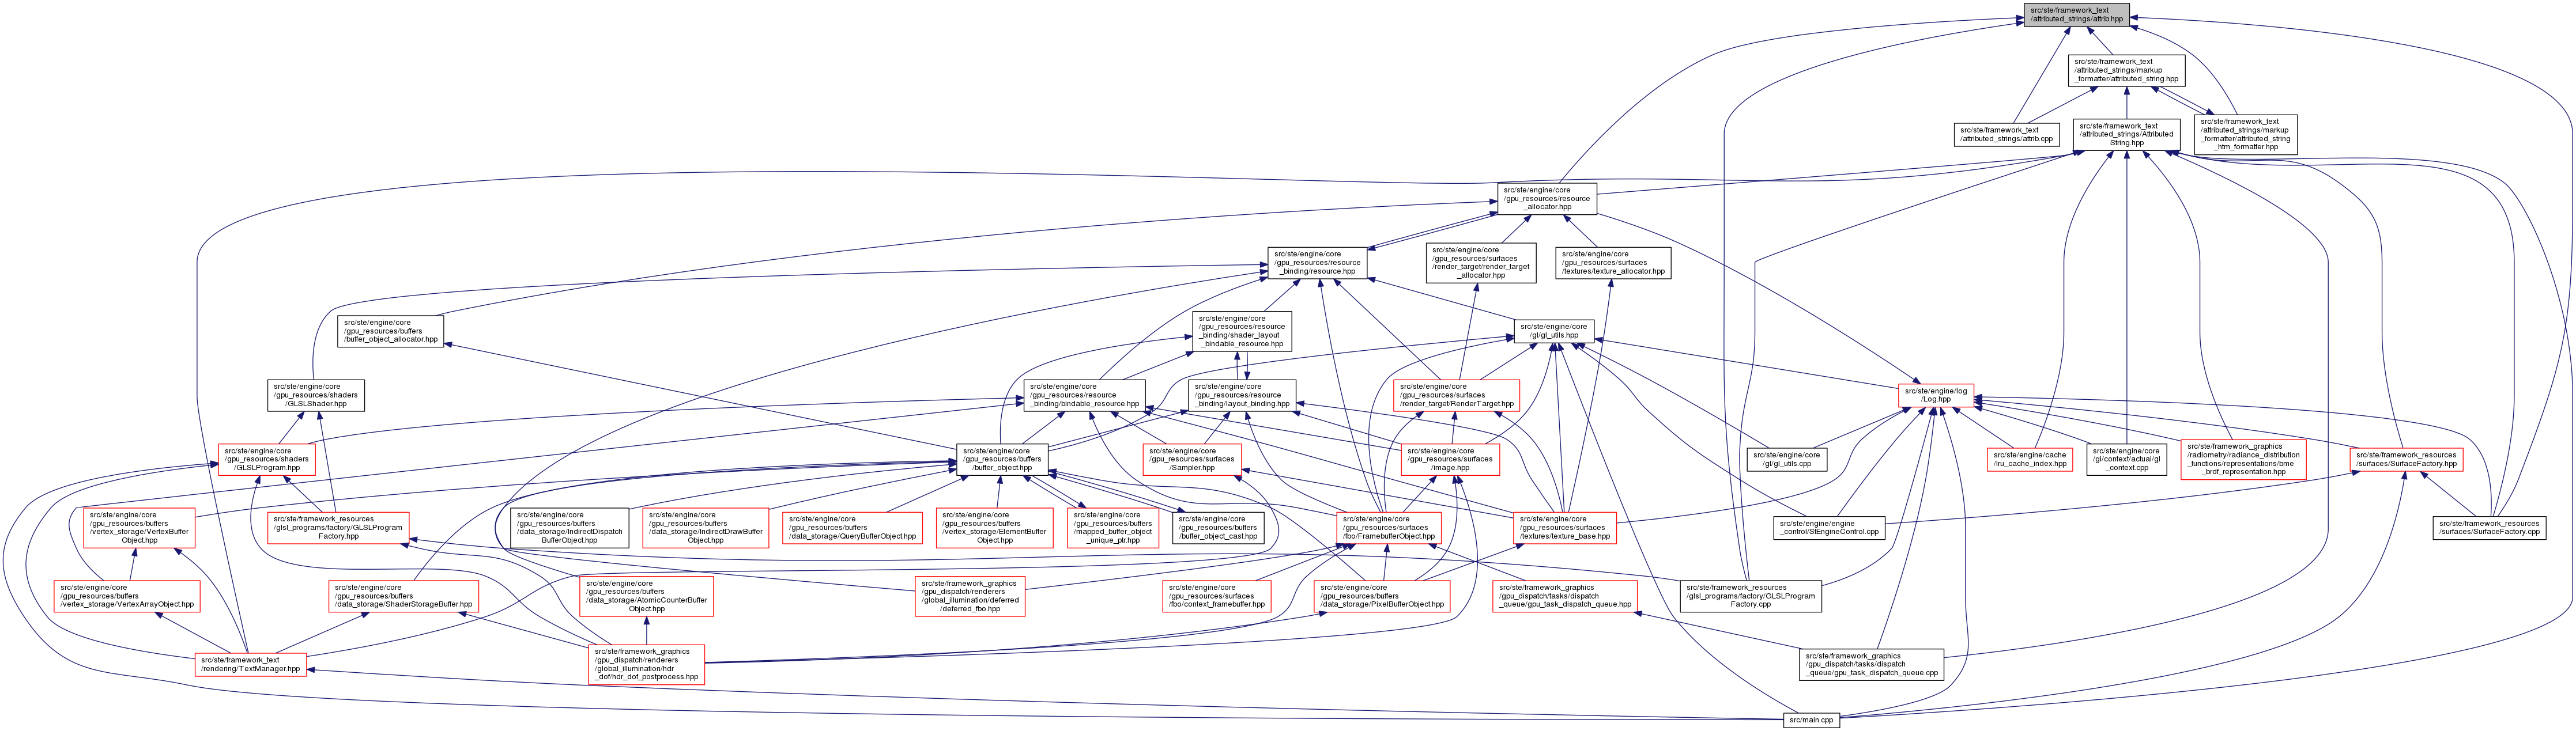 src/ste/framework_text
/attributed_strings/attrib.hpp
src/ste/framework_text
/attributed_strings/markup
_formatter/attributed_string.hpp
src/ste/framework_text
/attributed_strings/attrib.cpp
src/ste/framework_text
/attributed_strings/Attributed
String.hpp
src/ste/framework_text
/attributed_strings/markup
_formatter/attributed_string
_htm_formatter.hpp
src/ste/engine/core
/gpu_resources/resource
_allocator.hpp
src/ste/engine/core
/gpu_resources/resource
_binding/resource.hpp
src/ste/engine/core
/gpu_resources/surfaces
/render_target/render_target
_allocator.hpp
src/ste/engine/core
/gpu_resources/surfaces
/textures/texture_allocator.hpp
src/ste/engine/core
/gpu_resources/buffers
/buffer_object_allocator.hpp
src/ste/engine/core
/gpu_resources/resource
_binding/shader_layout
_bindable_resource.hpp
src/ste/engine/core
/gl/gl_utils.hpp
src/ste/engine/core
/gpu_resources/shaders
/GLSLShader.hpp
src/ste/engine/core
/gpu_resources/resource
_binding/bindable_resource.hpp
src/ste/engine/core
/gpu_resources/resource
_binding/layout_binding.hpp
src/ste/engine/core
/gpu_resources/surfaces
/render_target/RenderTarget.hpp
src/ste/engine/log
/Log.hpp
src/ste/engine/core
/gpu_resources/shaders
/GLSLProgram.hpp
src/ste/engine/core
/gpu_resources/buffers
/buffer_object.hpp
src/ste/engine/core
/gpu_resources/surfaces
/Sampler.hpp
src/ste/engine/core
/gpu_resources/surfaces
/image.hpp
src/ste/engine/core
/gl/gl_utils.cpp
src/ste/engine/cache
/lru_cache_index.hpp
src/ste/engine/core
/gl/context/actual/gl
_context.cpp
src/ste/framework_graphics
/radiometry/radiance_distribution
_functions/representations/bme
_brdf_representation.hpp
src/ste/framework_resources
/surfaces/SurfaceFactory.hpp
src/ste/engine/core
/gpu_resources/buffers
/vertex_storage/VertexBuffer
Object.hpp
src/ste/framework_resources
/glsl_programs/factory/GLSLProgram
Factory.hpp
src/ste/engine/core
/gpu_resources/buffers
/data_storage/IndirectDispatch
BufferObject.hpp
src/ste/engine/core
/gpu_resources/buffers
/data_storage/IndirectDrawBuffer
Object.hpp
src/ste/engine/core
/gpu_resources/buffers
/data_storage/QueryBufferObject.hpp
src/ste/engine/core
/gpu_resources/buffers
/vertex_storage/ElementBuffer
Object.hpp
src/ste/engine/core
/gpu_resources/buffers
/mapped_buffer_object
_unique_ptr.hpp
src/ste/engine/core
/gpu_resources/buffers
/buffer_object_cast.hpp
src/ste/engine/core
/gpu_resources/surfaces
/fbo/FramebufferObject.hpp
src/ste/engine/core
/gpu_resources/surfaces
/textures/texture_base.hpp
src/ste/engine/engine
_control/StEngineControl.cpp
src/ste/framework_resources
/surfaces/SurfaceFactory.cpp
src/ste/engine/core
/gpu_resources/buffers
/vertex_storage/VertexArrayObject.hpp
src/ste/engine/core
/gpu_resources/buffers
/data_storage/ShaderStorageBuffer.hpp
src/ste/engine/core
/gpu_resources/buffers
/data_storage/AtomicCounterBuffer
Object.hpp
src/ste/framework_graphics
/gpu_dispatch/renderers
/global_illumination/deferred
/deferred_fbo.hpp
src/ste/engine/core
/gpu_resources/surfaces
/fbo/context_framebuffer.hpp
src/ste/engine/core
/gpu_resources/buffers
/data_storage/PixelBufferObject.hpp
src/ste/framework_graphics
/gpu_dispatch/tasks/dispatch
_queue/gpu_task_dispatch_queue.hpp
src/ste/framework_resources
/glsl_programs/factory/GLSLProgram
Factory.cpp
src/ste/framework_text
/rendering/TextManager.hpp
src/ste/framework_graphics
/gpu_dispatch/renderers
/global_illumination/hdr
_dof/hdr_dof_postprocess.hpp
src/ste/framework_graphics
/gpu_dispatch/tasks/dispatch
_queue/gpu_task_dispatch_queue.cpp
src/main.cpp